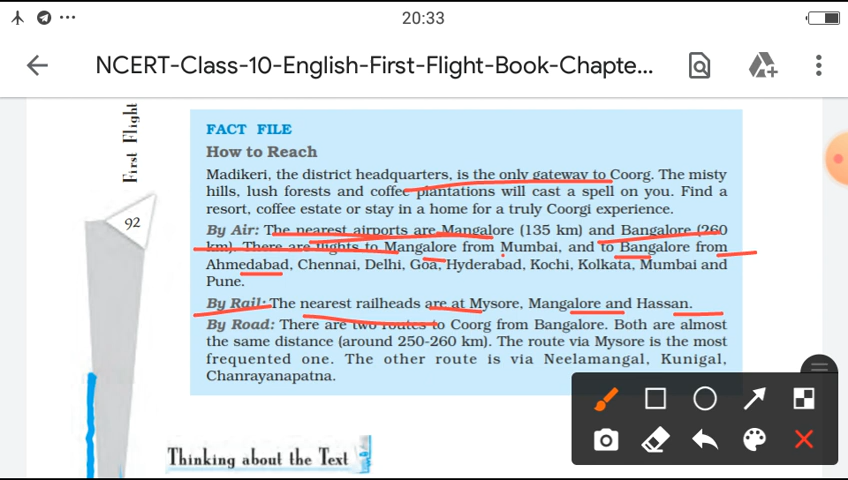 20:33
NCERT-Class-10-English-First-Flight-Book-Chapte...
First Flight
92
FACT FILE
How to Reach
Madikeri, the district headquarters, is the only gateway to Coorg. The misty
hills, lush forests and coffee plantations will cast a spell on you. Find a
resort, coffee estate or stay in a home for a truly Coorgi experience.
By Air: The nearest airports are Mangalore (135 km) and Bangalore (260
km). There are flights to Mangalore from Mumbai, and to Bangalore from
Ahmedabad, Chennai, Delhi, Goa, Hyderabad, Kochi, Kolkata, Mumbai and
Pune.
By Rail: The nearest railheads are at Mysore, Mangalore and Hassan.
By Road: There are two routes to Coorg from Bangalore. Both are almost
the same distance (around 250-260 km). The route via Mysore is the most
frequented one. The other route is via Neelamangal, Kunigal,
Chanrayanapatna.
Thinking about the Text